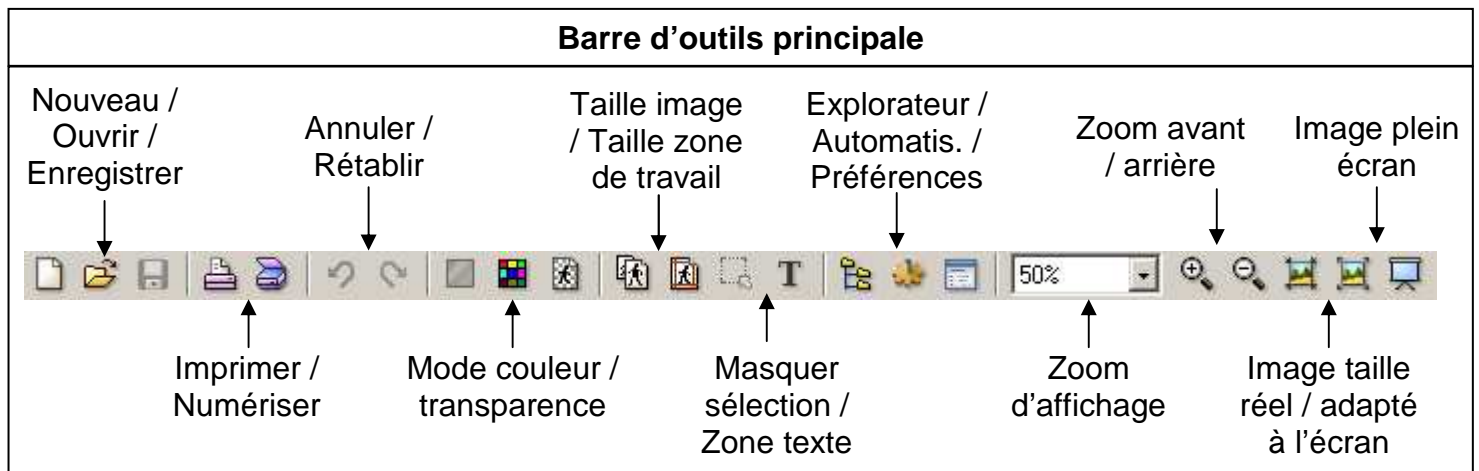 Barre d'outils principale
Nouveau /
Ouvrir /
Enregistrer
Annuler /
Rétablir
Taille image
/ Taille zone
de travail
Explorateur /
Automatis. /
Préférences
Zoom avant
/ arrière
Image plein
écran
T
50%
Imprimer /
Numériser
Mode couleur /
transparence
Masquer
sélection /
Zone texte
Zoom
d'affichage
Image taille
réel / adapté
à l'écran